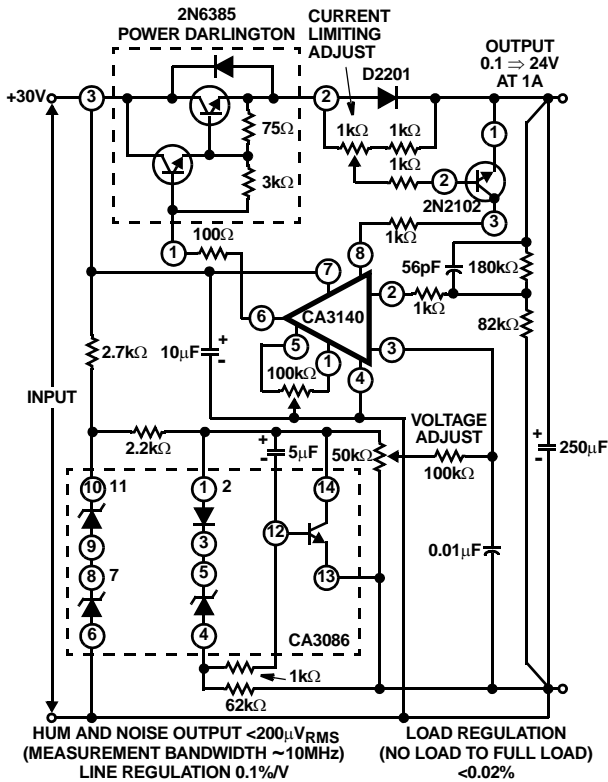 2N6385
POWER DARLINGTON
CURRENT
LIMITING
ADJUST
OUTPUT
0.1 ⇒ 24V
AT 1A
D2201
+30V
3
2
1
75Ω
1kΩ
1kΩ
1kΩ
3kΩ
2
2N2102
3
1
100Ω
1kΩ
8
7
56pF
180kΩ
6
CA3140
2
1kΩ
82kΩ
5
1
3
4
2.7kΩ
10μF
+
-
100kΩ
INPUT
VOLTAGE
ADJUST
+
-
250μF
2.2kΩ
+
-
5μF
50kΩ
100kΩ
10
11
1
2
14
9
3
12
0.01μF
8
7
5
13
6
4
CA3086
1kΩ
62kΩ
HUM AND NOISE OUTPUT <200μVRMS
(MEASUREMENT BANDWIDTH ~10MHz)
LINE REGULATION 0.1%/V
LOAD REGULATION
(NO LOAD TO FULL LOAD)
<0.02%